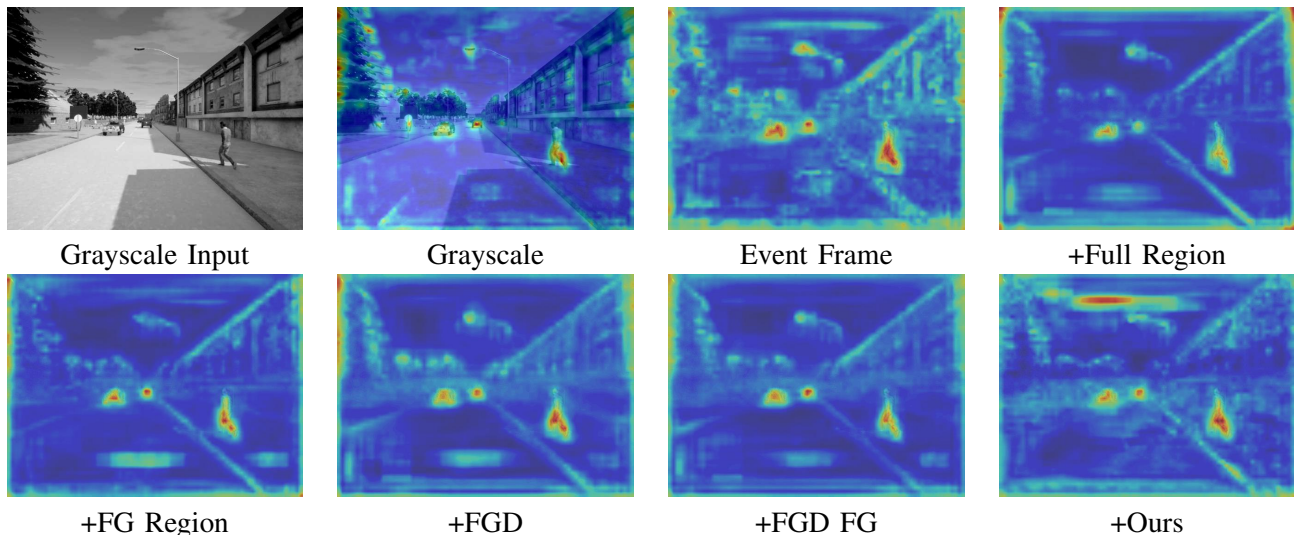 Grayscale Input
Grayscale
Event Frame
+Full Region
+FG Region
+FGD
+FGD FG
+Ours